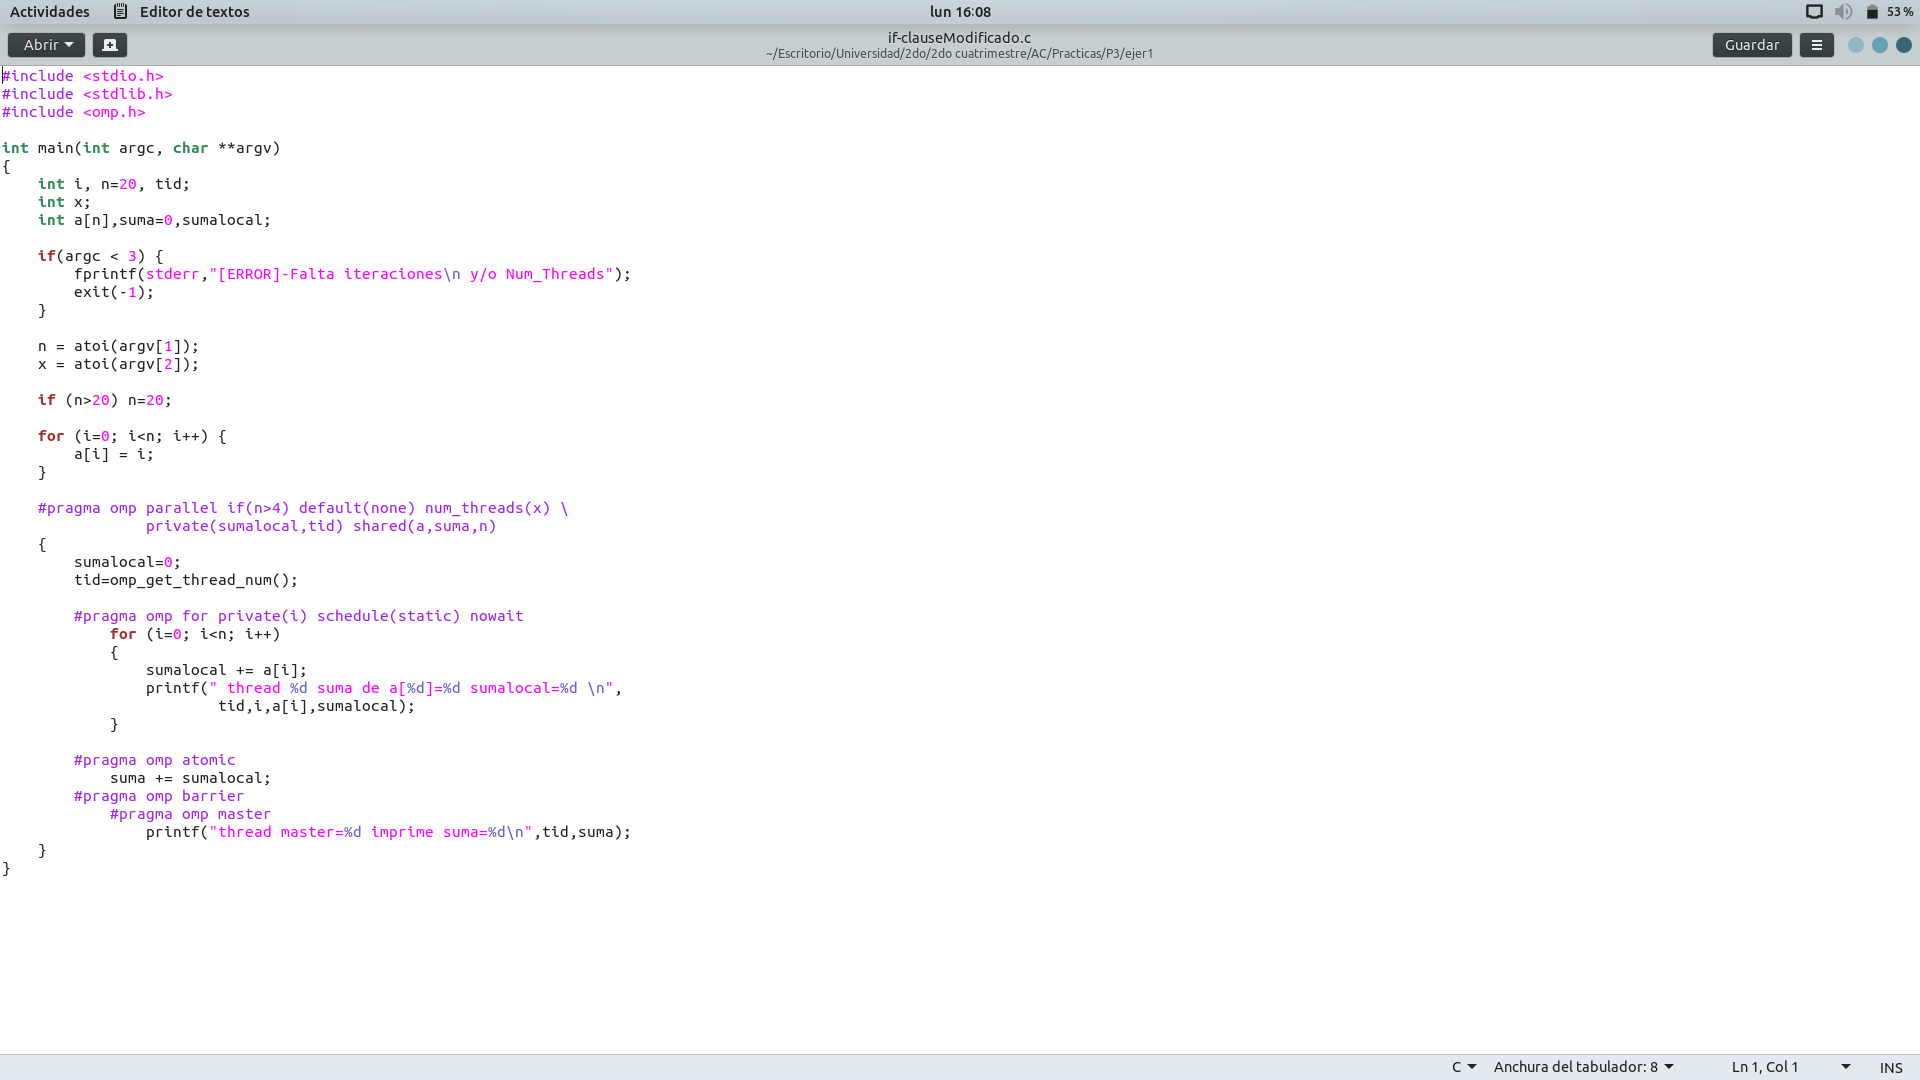 Actividades Editor de textos lun 16:08 53 %
Abrir if-clauseModificado.c Guardar
~/Escritorio/Universidad/2do/2do cuatrimestre/AC/Practicas/P3/ejer1
#include <stdio.h>
#include <stdlib.h>
#include <omp.h>

int main(int argc, char **argv)
{
    int i, n=20, tid;
    int x;
    int a[n],suma=0,sumalocal;

    if(argc < 3) {
        fprintf(stderr,"[ERROR]-Falta iteraciones\n y/o Num_Threads");
        exit(-1);
    }

    n = atoi(argv[1]);
    x = atoi(argv[2]);

    if (n>20) n=20;

    for (i=0; i<n; i++) {
        a[i] = i;
    }

    #pragma omp parallel if(n>4) default(none) num_threads(x) \
                private(sumalocal,tid) shared(a,suma,n)
    {
        sumalocal=0;
        tid=omp_get_thread_num();

        #pragma omp for private(i) schedule(static) nowait
            for (i=0; i<n; i++)
            {
                sumalocal += a[i];
                printf(" thread %d suma de a[%d]=%d sumalocal=%d \n",
                        tid,i,a[i],sumalocal);
            }

        #pragma omp atomic
            suma += sumalocal;
        #pragma omp barrier
            #pragma omp master
                printf("thread master=%d imprime suma=%d\n",tid,suma);
    }
}
C Anchura del tabulador: 8 Ln 1, Col 1 INS